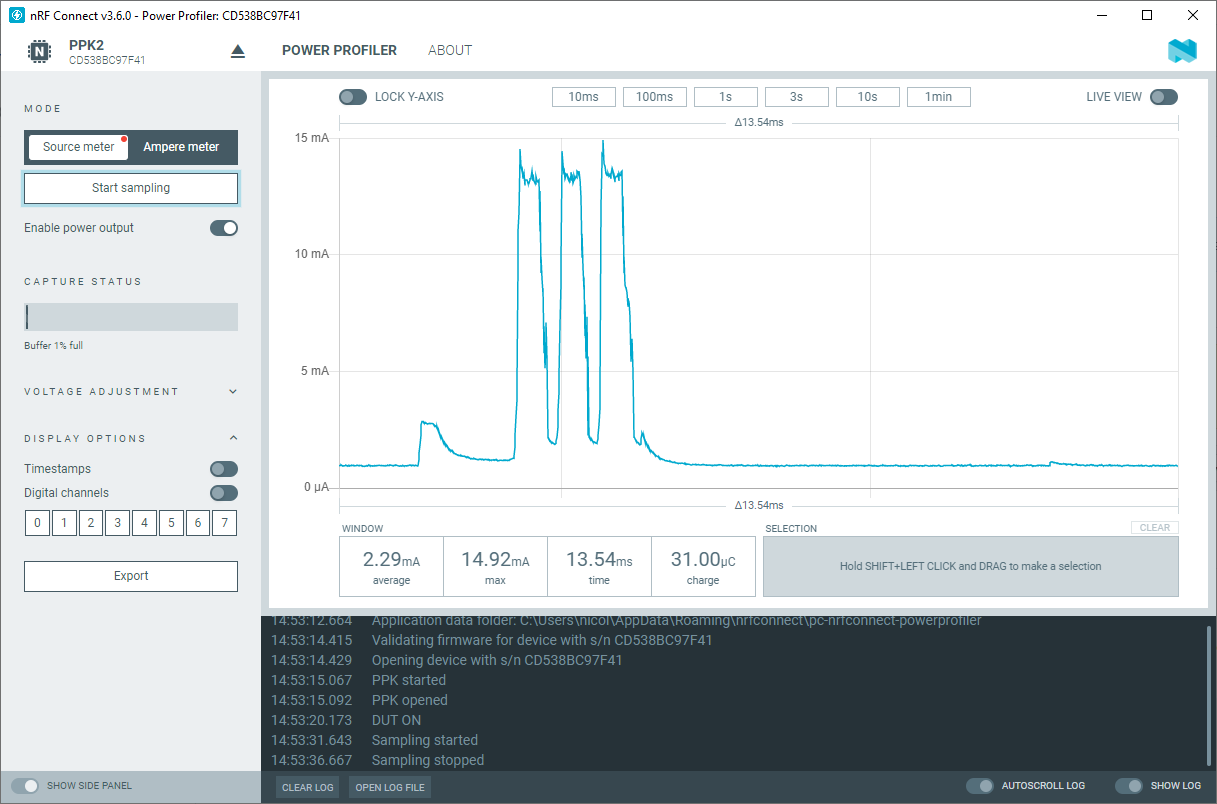 nRF Connect v3.6.0 - Power Profiler: CD538BC97F41
N
PPK2
CD538BC97F41
POWER PROFILER
ABOUT
MODE
Source meter
Ampere meter
Start sampling
Enable power output
CAPTURE STATUS
Buffer 1% full
VOLTAGE ADJUSTMENT
DISPLAY OPTIONS
Timestamps
Digital channels
0 1 2 3 4 5 6 7
Export
SHOW SIDE PANEL
LOCK Y-AXIS
10ms 100ms 1s 3s 10s 1min
LIVE VIEW
Δ13.54ms
15 mA
10 mA
5 mA
0 µA
Δ13.54ms
WINDOW
2.29mA
average
14.92mA
max
13.54ms
time
31.00µC
charge
SELECTION
CLEAR
Hold SHIFT+LEFT CLICK and DRAG to make a selection
14:53:12.664 Application data folder: C:\Users\nicol\AppData\Roaming\nrfconnect\pc-nrfconnect-powerprofiler
14:53:14.415 Validating firmware for device with s/n CD538BC97F41
14:53:14.429 Opening device with s/n CD538BC97F41
14:53:15.067 PPK started
14:53:15.092 PPK opened
14:53:20.173 DUT ON
14:53:31.643 Sampling started
14:53:36.667 Sampling stopped
CLEAR LOG
OPEN LOG FILE
AUTOSCROLL LOG
SHOW LOG